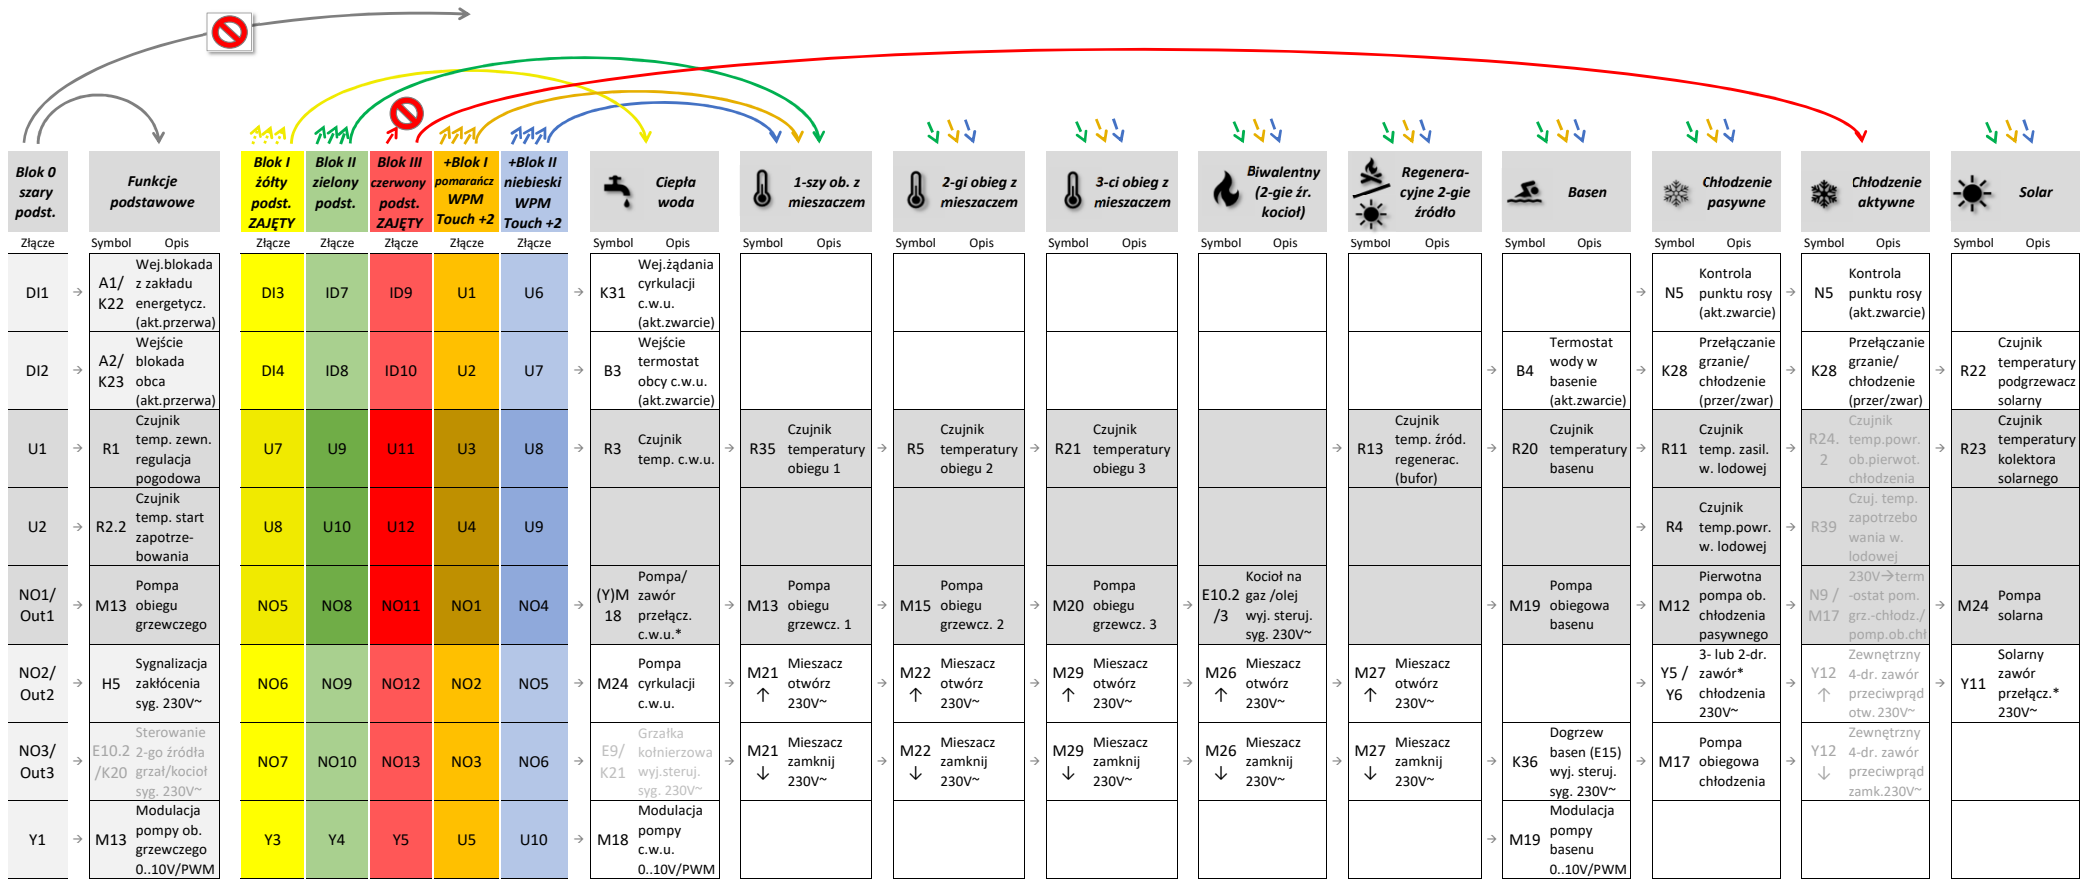 Blok 0
szary
podst.
Funkcje
podstawowe
Blok I
żółty
podst.
ZAJĘTY
Blok II
zielony
podst.
Blok III
czerwony
podst.
ZAJĘTY
+Blok I
pomarańcz
WPM
Touch +2
+Blok II
niebieski
WPM
Touch +2
Ciepła
woda
1-szy ob. z
mieszaczem
2-gi obieg z
mieszaczem
3-ci obieg z
mieszaczem
Biwalentny
(2-gie źr.
kocioł)
Regenera-
cyjne 2-gie
źródło
Basen
Chłodzenie
pasywne
Chłodzenie
aktywne
Solar
Złącze
Symbol Opis
Złącze
Złącze
Złącze
Złącze
Złącze
Symbol Opis
Symbol Opis
Symbol Opis
Symbol Opis
Symbol Opis
Symbol Opis
Symbol Opis
Symbol Opis
Symbol Opis
Symbol Opis
DI1
→
A1/
K22
Wej.blokada
z zakładu
energetycz.
(akt.przerwa)
DI3
ID7
ID9
U1
U6
→
K31
Wej.żądania
cyrkulacji
c.w.u.
(akt.zwarcie)
→
N5
Kontrola
punktu rosy
(akt.zwarcie)
→
N5
Kontrola
punktu rosy
(akt.zwarcie)
DI2
→
A2/
K23
Wejście
blokada
obca
(akt.przerwa)
DI4
ID8
ID10
U2
U7
→
B3
Wejście
termostat
obcy c.w.u.
(akt.zwarcie)
→
B4
Termostat
wody w
basenie
(akt.zwarcie)
→
K28
Przełączanie
grzanie/
chłodzenie
(przer/zwar)
→
K28
Przełączanie
grzanie/
chłodzenie
(przer/zwar)
→
R22
Czujnik
temperatury
podgrzewacz
solarny
U1
→
R1
Czujnik
temp. zewn.
regulacja
pogodowa
U7
U9
U11
U3
U8
→
R3
Czujnik
temp. c.w.u.
→
R35
Czujnik
temperatury
obiegu 1
→
R5
Czujnik
temperatury
obiegu 2
→
R21
Czujnik
temperatury
obiegu 3
→
R13
Czujnik
temp. źród.
regenerac.
(bufor)
→
R20
Czujnik
temperatury
basenu
→
R11
Czujnik
temp. zasil.
w. lodowej
→
R24.
2
Czujnik
temp.powr.
ob.pierwot.
chłodzenia
→
R23
Czujnik
temperatury
kolektora
solarnego
U2
→
R2.2
Czujnik
temp. start
zapotrze-
bowania
U8
U10
U12
U4
U9
→
R4
Czujnik
temp.powr.
w. lodowej
→
R39
Czuj. temp.
zapotrzebo
wania w.
lodowej
NO1/
Out1
→
M13
Pompa
obiegu
grzewczego
NO5
NO8
NO11
NO1
NO4
→
(Y)M
18
Pompa/
zawór
przełącz.
c.w.u.*
→
M13
Pompa
obiegu
grzewcz. 1
→
M15
Pompa
obiegu
grzewcz. 2
→
M20
Pompa
obiegu
grzewcz. 3
→
E10.2
/3
Kocioł na
gaz /olej
wyj. steruj.
syg. 230V~
→
M19
Pompa
obiegowa
basenu
→
M12
Pierwotna
pompa ob.
chłodzenia
pasywnego
→
N9 /
M17
230V→term
-ostat pom.
grz.-chłodz./
pomp.ob.chł
→
M24
Pompa
solarna
NO2/
Out2
→
H5
Sygnalizacja
zakłócenia
syg. 230V~
NO6
NO9
NO12
NO2
NO5
→
M24
Pompa
cyrkulacji
c.w.u.
→
M21
↑
Mieszacz
otwórz
230V~
→
M22
↑
Mieszacz
otwórz
230V~
→
M29
↑
Mieszacz
otwórz
230V~
→
M26
↑
Mieszacz
otwórz
230V~
→
M27
↑
Mieszacz
otwórz
230V~
→
Y5 /
Y6
3- lub 2-dr.
zawór*
chłodzenia
230V~
→
Y12
↑
Zewnętrzny
4-dr. zawór
przeciwprąd
otw. 230V~
→
Y11
Solarny
zawór
przełącz.*
230V~
NO3/
Out3
→
E10.2
/K20
Sterowanie
2-go źródła
grzał/kocioł
syg. 230V~
NO7
NO10
NO13
NO3
NO6
→
E9/
K21
Grzałka
kołnierzowa
wyj.steruj.
syg. 230V~
→
M21
↓
Mieszacz
zamknij
230V~
→
M22
↓
Mieszacz
zamknij
230V~
→
M29
↓
Mieszacz
zamknij
230V~
→
M26
↓
Mieszacz
zamknij
230V~
→
M27
↓
Mieszacz
zamknij
230V~
→
K36
Dogrzew
basen (E15)
wyj. steruj.
syg. 230V~
→
M17
Pompa
obiegowa
chłodzenia
→
Y12
↓
Zewnętrzny
4-dr. zawór
przeciwprąd
zamk.230V~
Y1
→
M13
Modulacja
pompy ob.
grzewczego
0..10V/PWM
Y3
Y4
Y5
U5
U10
→
M18
Modulacja
pompy
c.w.u.
0..10V/PWM
→
M19
Modulacja
pompy
basenu
0..10V/PWM